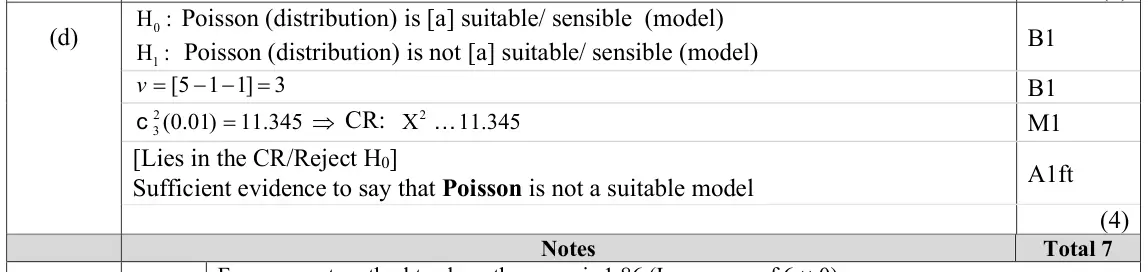 (d)
H₀ : Poisson (distribution) is [a] suitable/ sensible (model)
H₁ : Poisson (distribution) is not [a] suitable/ sensible (model)
B1
v = [5 − 1 − 1] = 3
B1
c ²₃(0.01) = 11.345 ⇒ CR: X² …11.345
M1
[Lies in the CR/Reject H₀]
Sufficient evidence to say that Poisson is not a suitable model
A1ft
(4)
Notes Total 7